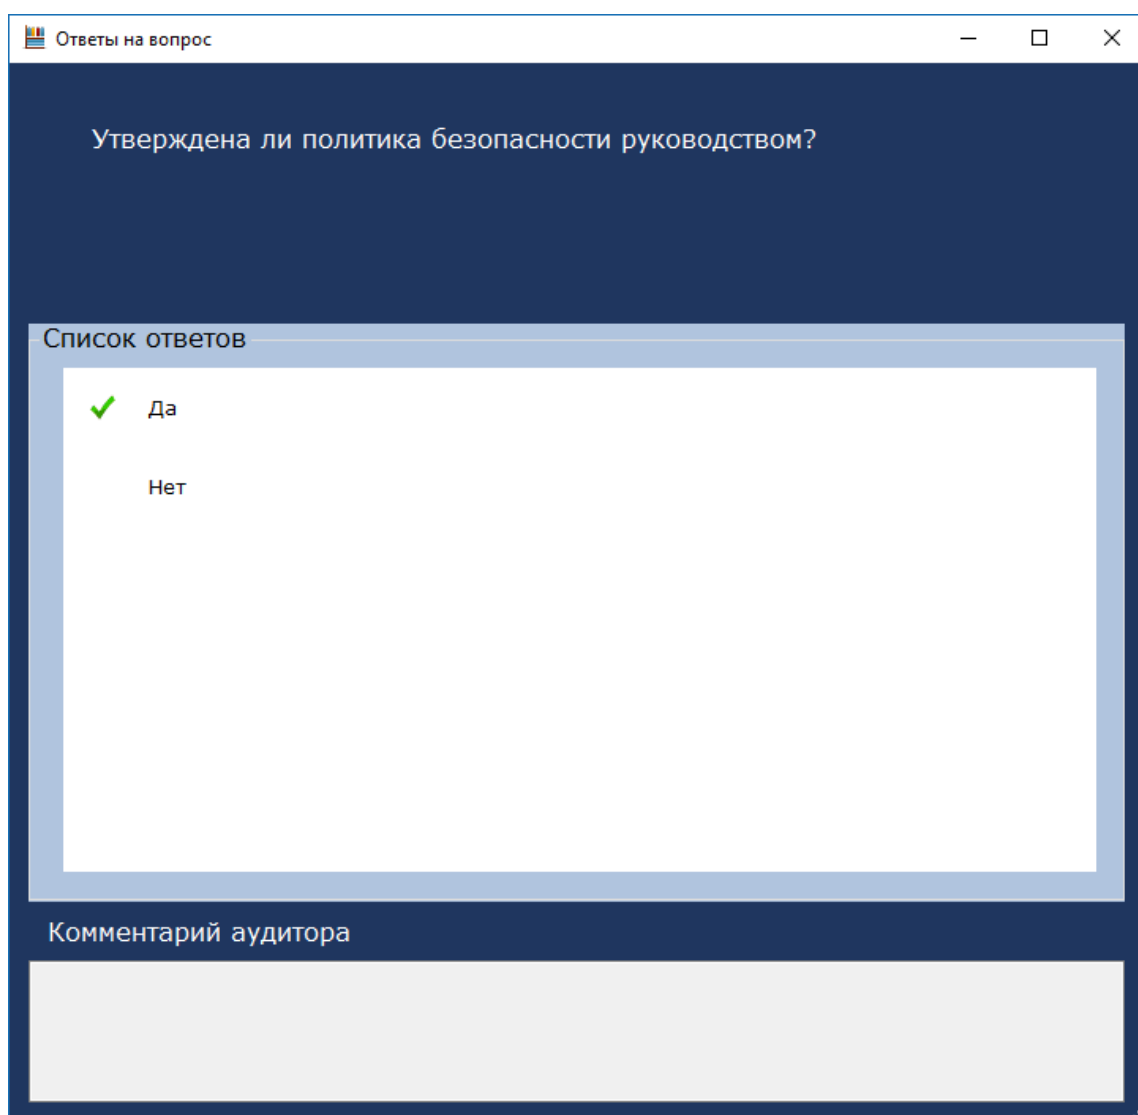 Ответы на вопрос
Утверждена ли политика безопасности руководством?
Список ответов
Да
Нет
Комментарий аудитора